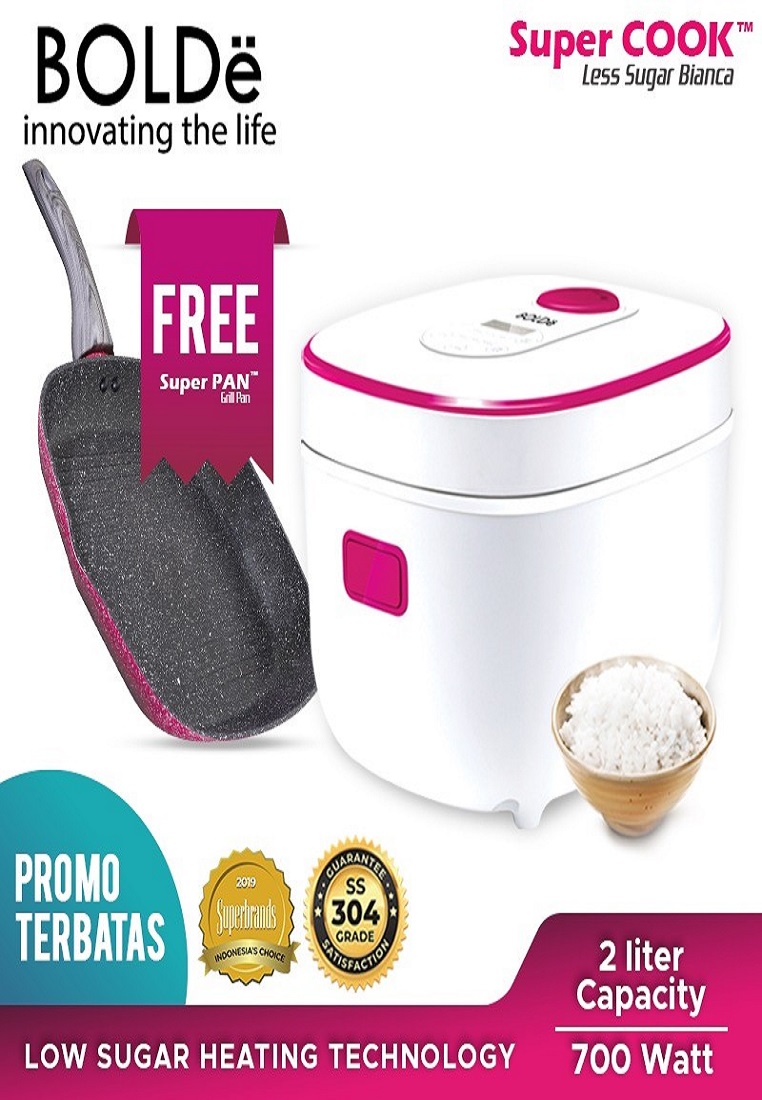 BOLDë
innovating the life
Super COOK™
Less Sugar Bianca
FREE
Super PAN™
Grill Pan
BOLDë
PROMO
TERBATAS
2019
Superbrands
INDONESIA'S CHOICE
GUARANTEE
SS
304
GRADE
SATISFACTION
2 liter
Capacity
700 Watt
LOW SUGAR HEATING TECHNOLOGY